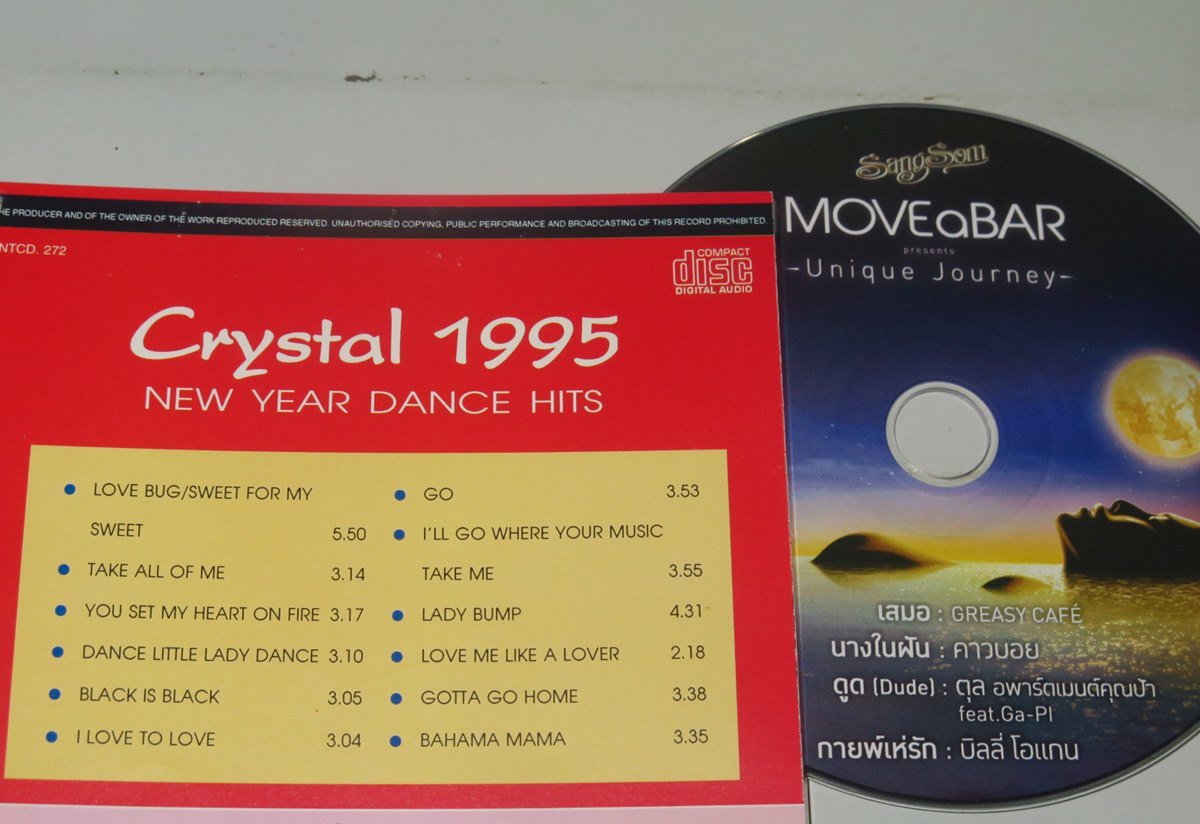 HE PRODUCER AND OF THE OWNER OF THE WORK REPRODUCED RESERVED. UNAUTHORISED COPYING, PUBLIC PERFORMANCE AND BROADCASTING OF THIS RECORD PROHIBITED.
NTCD. 272
COMPACT
disc
DIGITAL AUDIO
Crystal 1995
NEW YEAR DANCE HITS
LOVE BUG/SWEET FOR MY
SWEET 5.50
TAKE ALL OF ME 3.14
YOU SET MY HEART ON FIRE 3.17
DANCE LITTLE LADY DANCE 3.10
BLACK IS BLACK 3.05
I LOVE TO LOVE 3.04
GO 3.53
I'LL GO WHERE YOUR MUSIC
TAKE ME 3.55
LADY BUMP 4.31
LOVE ME LIKE A LOVER 2.18
GOTTA GO HOME 3.38
BAHAMA MAMA 3.35
SangSom
MOVEaBAR
presents
-Unique Journey-
เสมอ : GREASY CAFÉ
นางในฝัน : คาวบอย
ดูด (Dude) : ตุล อพาร์ตเมนต์คุณป้า
feat.Ga-PI
กายพ์เห่รัก : บิลลี่ โอแกน